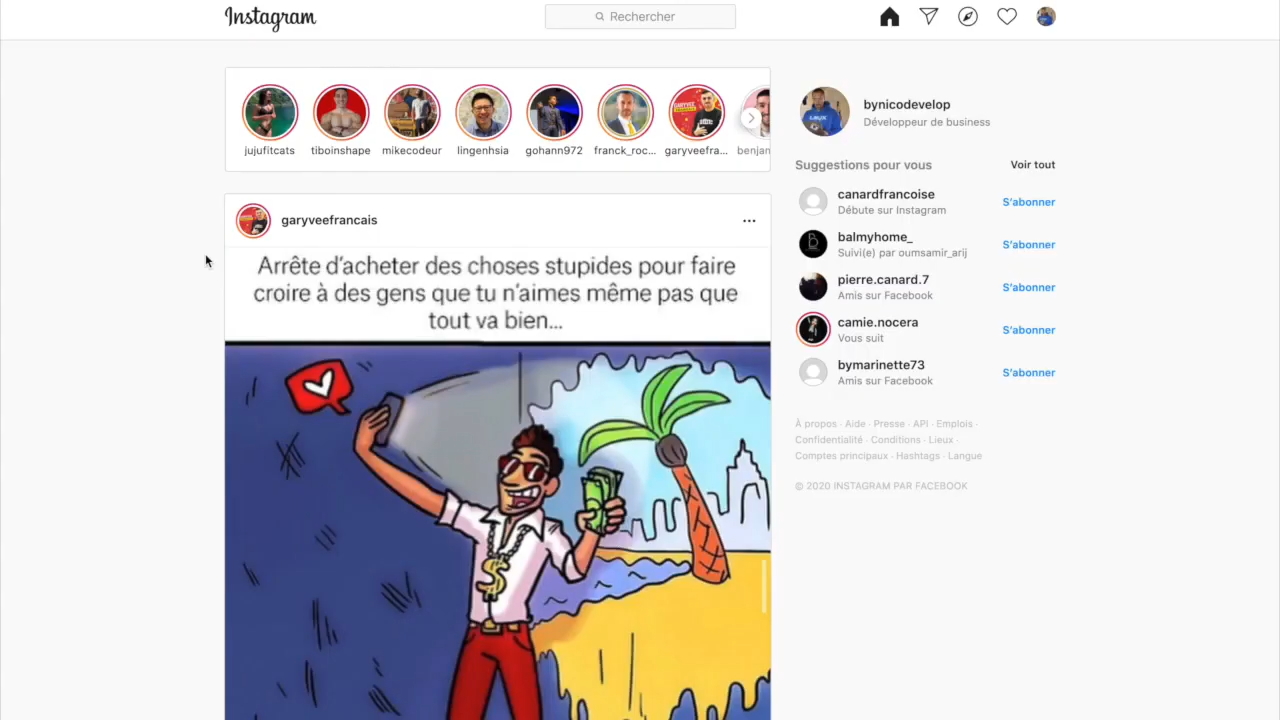 Instagram
Rechercher
jujufitcats
tiboinshape
mikecodeur
lingenhsia
gohann972
franck_roc...
garyveefra...
benjan
garyveefrancais
Arrête d'acheter des choses stupides pour faire
croire à des gens que tu n'aimes même pas que
tout va bien...
bynicodevelop
Développeur de business
Suggestions pour vous
Voir tout
canardfrancoise
Débute sur Instagram
S'abonner
balmyhome_
Suivi(e) par oumsamir_arij
S'abonner
pierre.canard.7
Amis sur Facebook
S'abonner
camie.nocera
Vous suit
S'abonner
bymarinette73
Amis sur Facebook
S'abonner
À propos · Aide · Presse · API · Emplois ·
Confidentialité · Conditions · Lieux ·
Comptes principaux · Hashtags · Langue
© 2020 INSTAGRAM PAR FACEBOOK